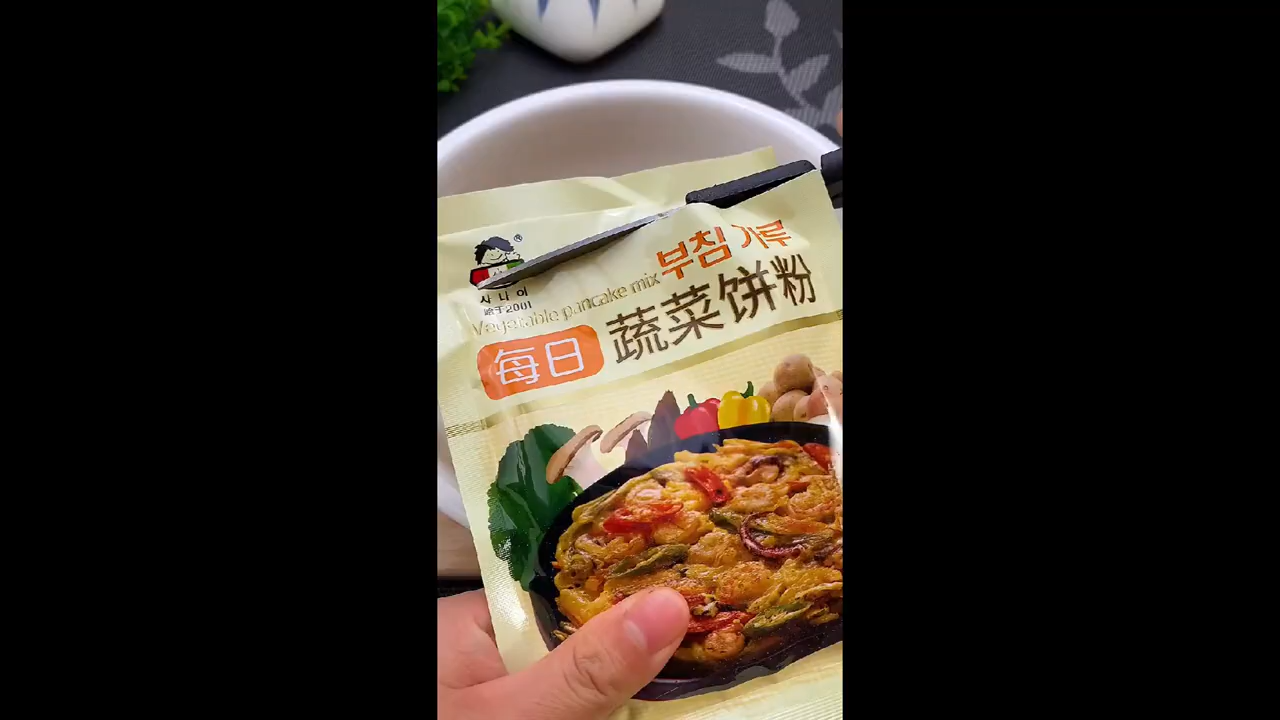 ®
사나이
始于2001
부침 가루
Vegetable pancake mix
每日
蔬菜饼粉